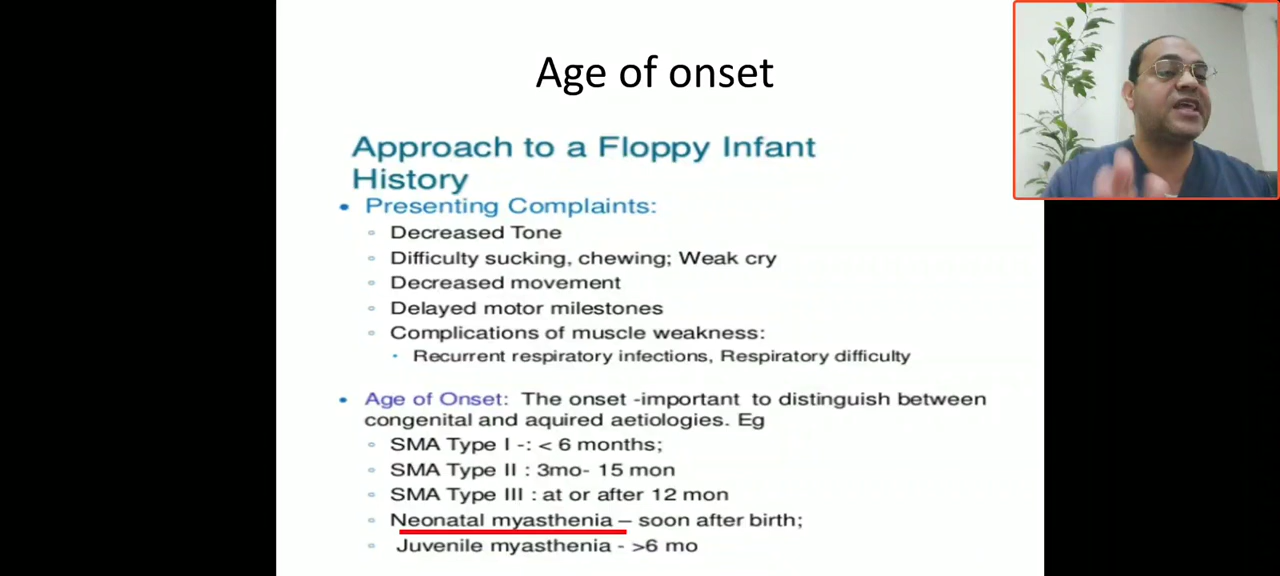 Age of onset
Approach to a Floppy Infant
History
• Presenting Complaints:
◦ Decreased Tone
◦ Difficulty sucking, chewing; Weak cry
◦ Decreased movement
◦ Delayed motor milestones
◦ Complications of muscle weakness:
• Recurrent respiratory infections, Respiratory difficulty
• Age of Onset: The onset -important to distinguish between
congenital and aquired aetiologies. Eg
◦ SMA Type I -: < 6 months;
◦ SMA Type II : 3mo- 15 mon
◦ SMA Type III : at or after 12 mon
◦ Neonatal myasthenia – soon after birth;
◦ Juvenile myasthenia - >6 mo